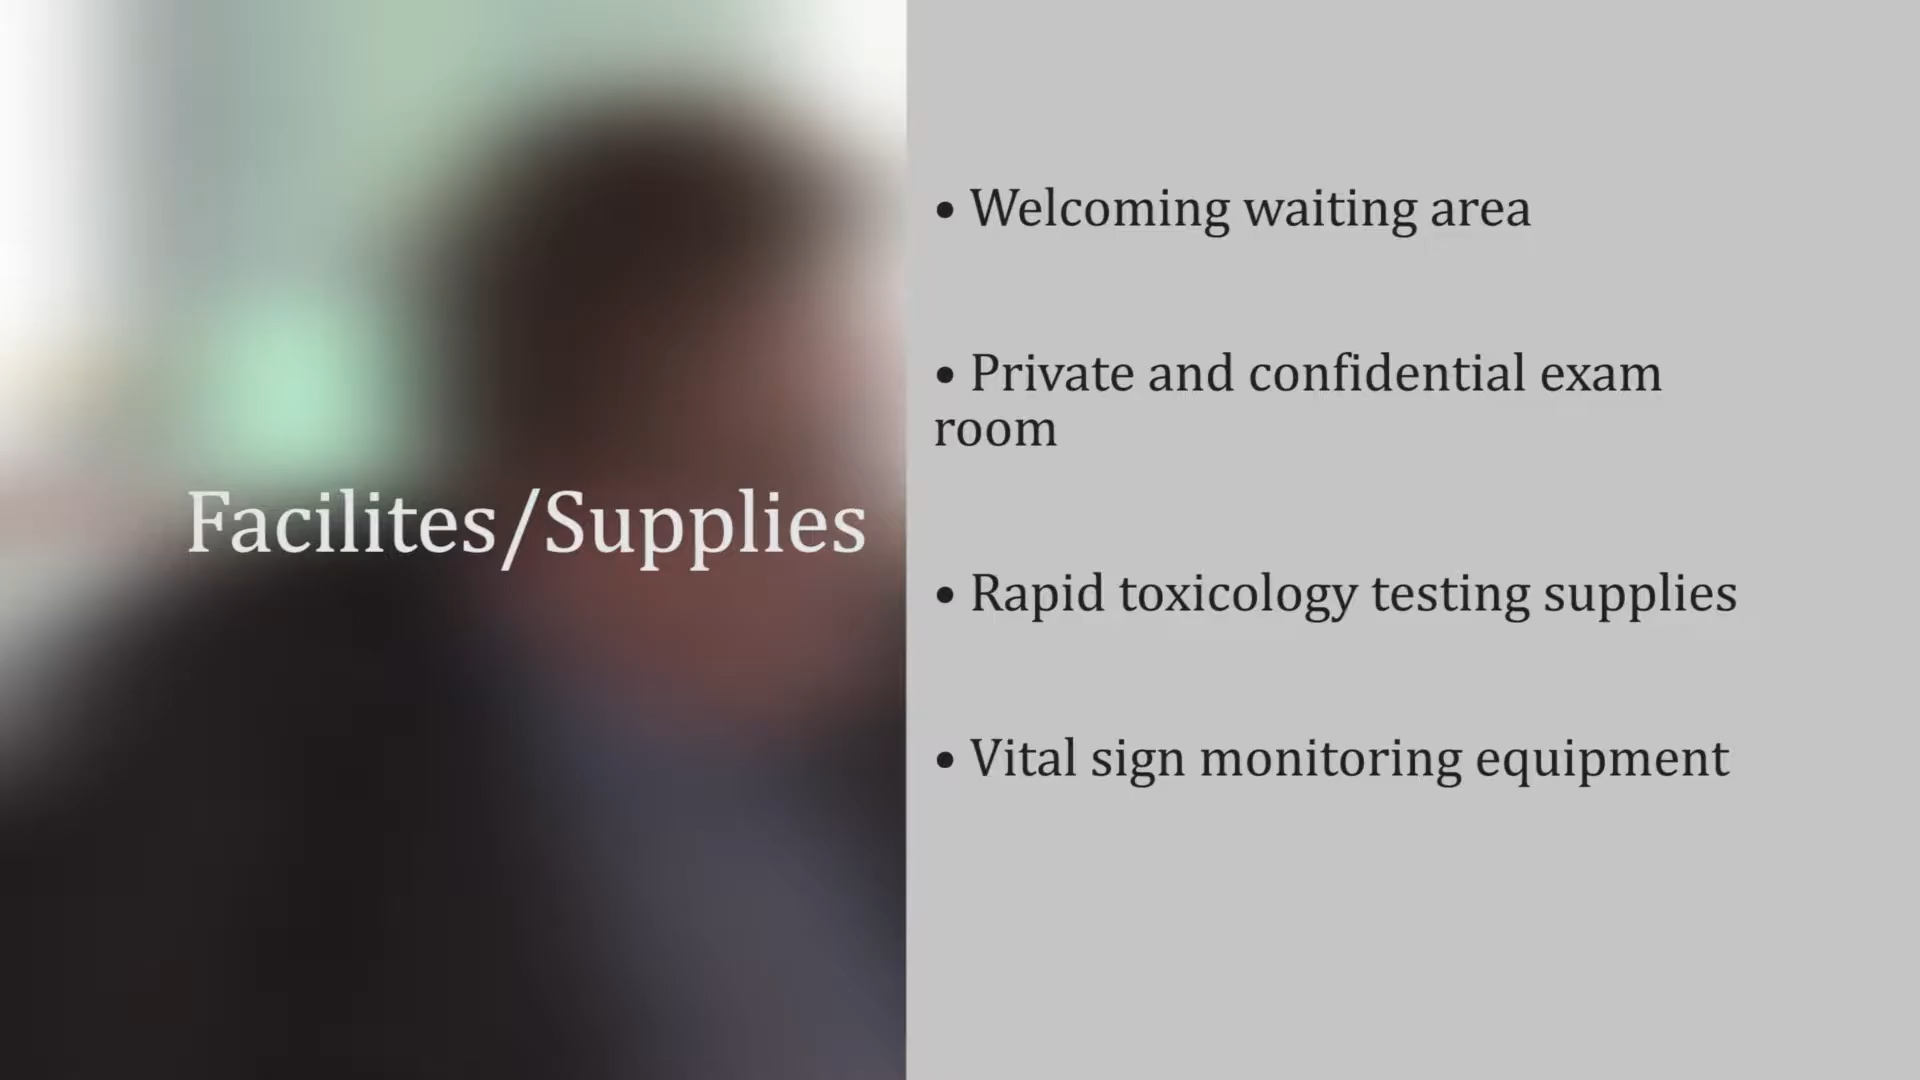 Facilites/Supplies
• Welcoming waiting area
• Private and confidential exam
room
• Rapid toxicology testing supplies
• Vital sign monitoring equipment